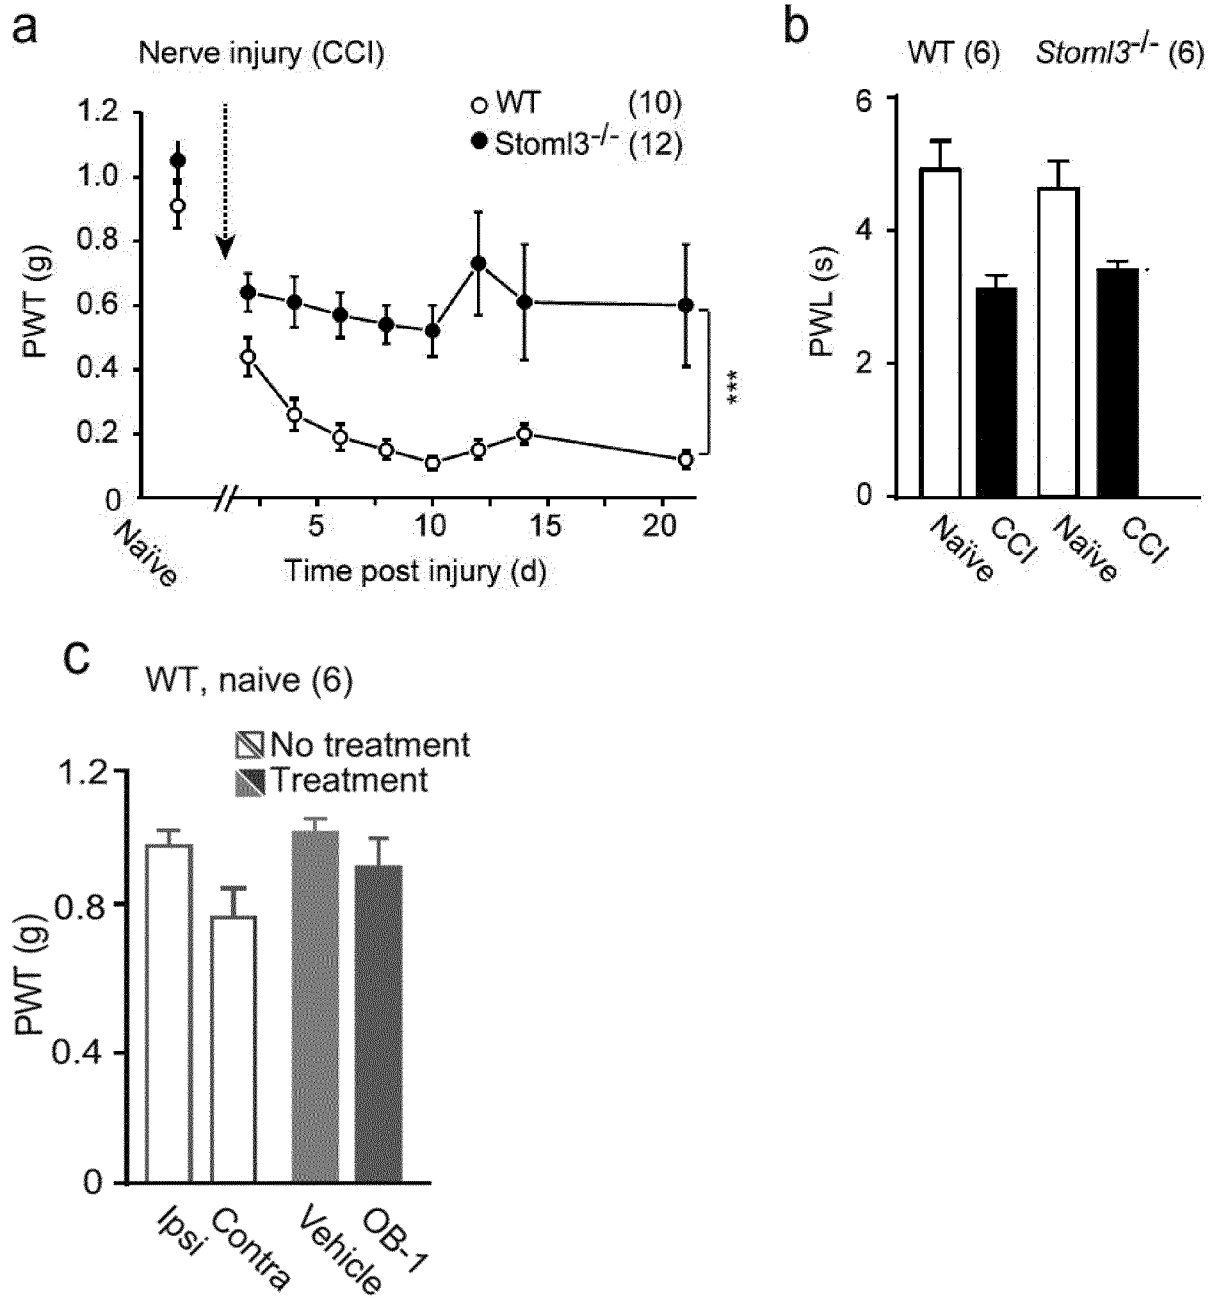 a
Nerve injury (CCI)
WT (10)
Stoml3-/- (12)
1.2
1.0
0.8
0.6
0.4
0.2
0
PWT (g)
***
Naïve
5 10 15 20
Time post injury (d)
b
WT (6) Stoml3-/- (6)
6
4
2
0
PWL (s)
Naïve CCI Naïve CCI
c
WT, naive (6)
No treatment
Treatment
1.2
0.8
0.4
0
PWT (g)
Ipsi Contra Vehicle OB-1